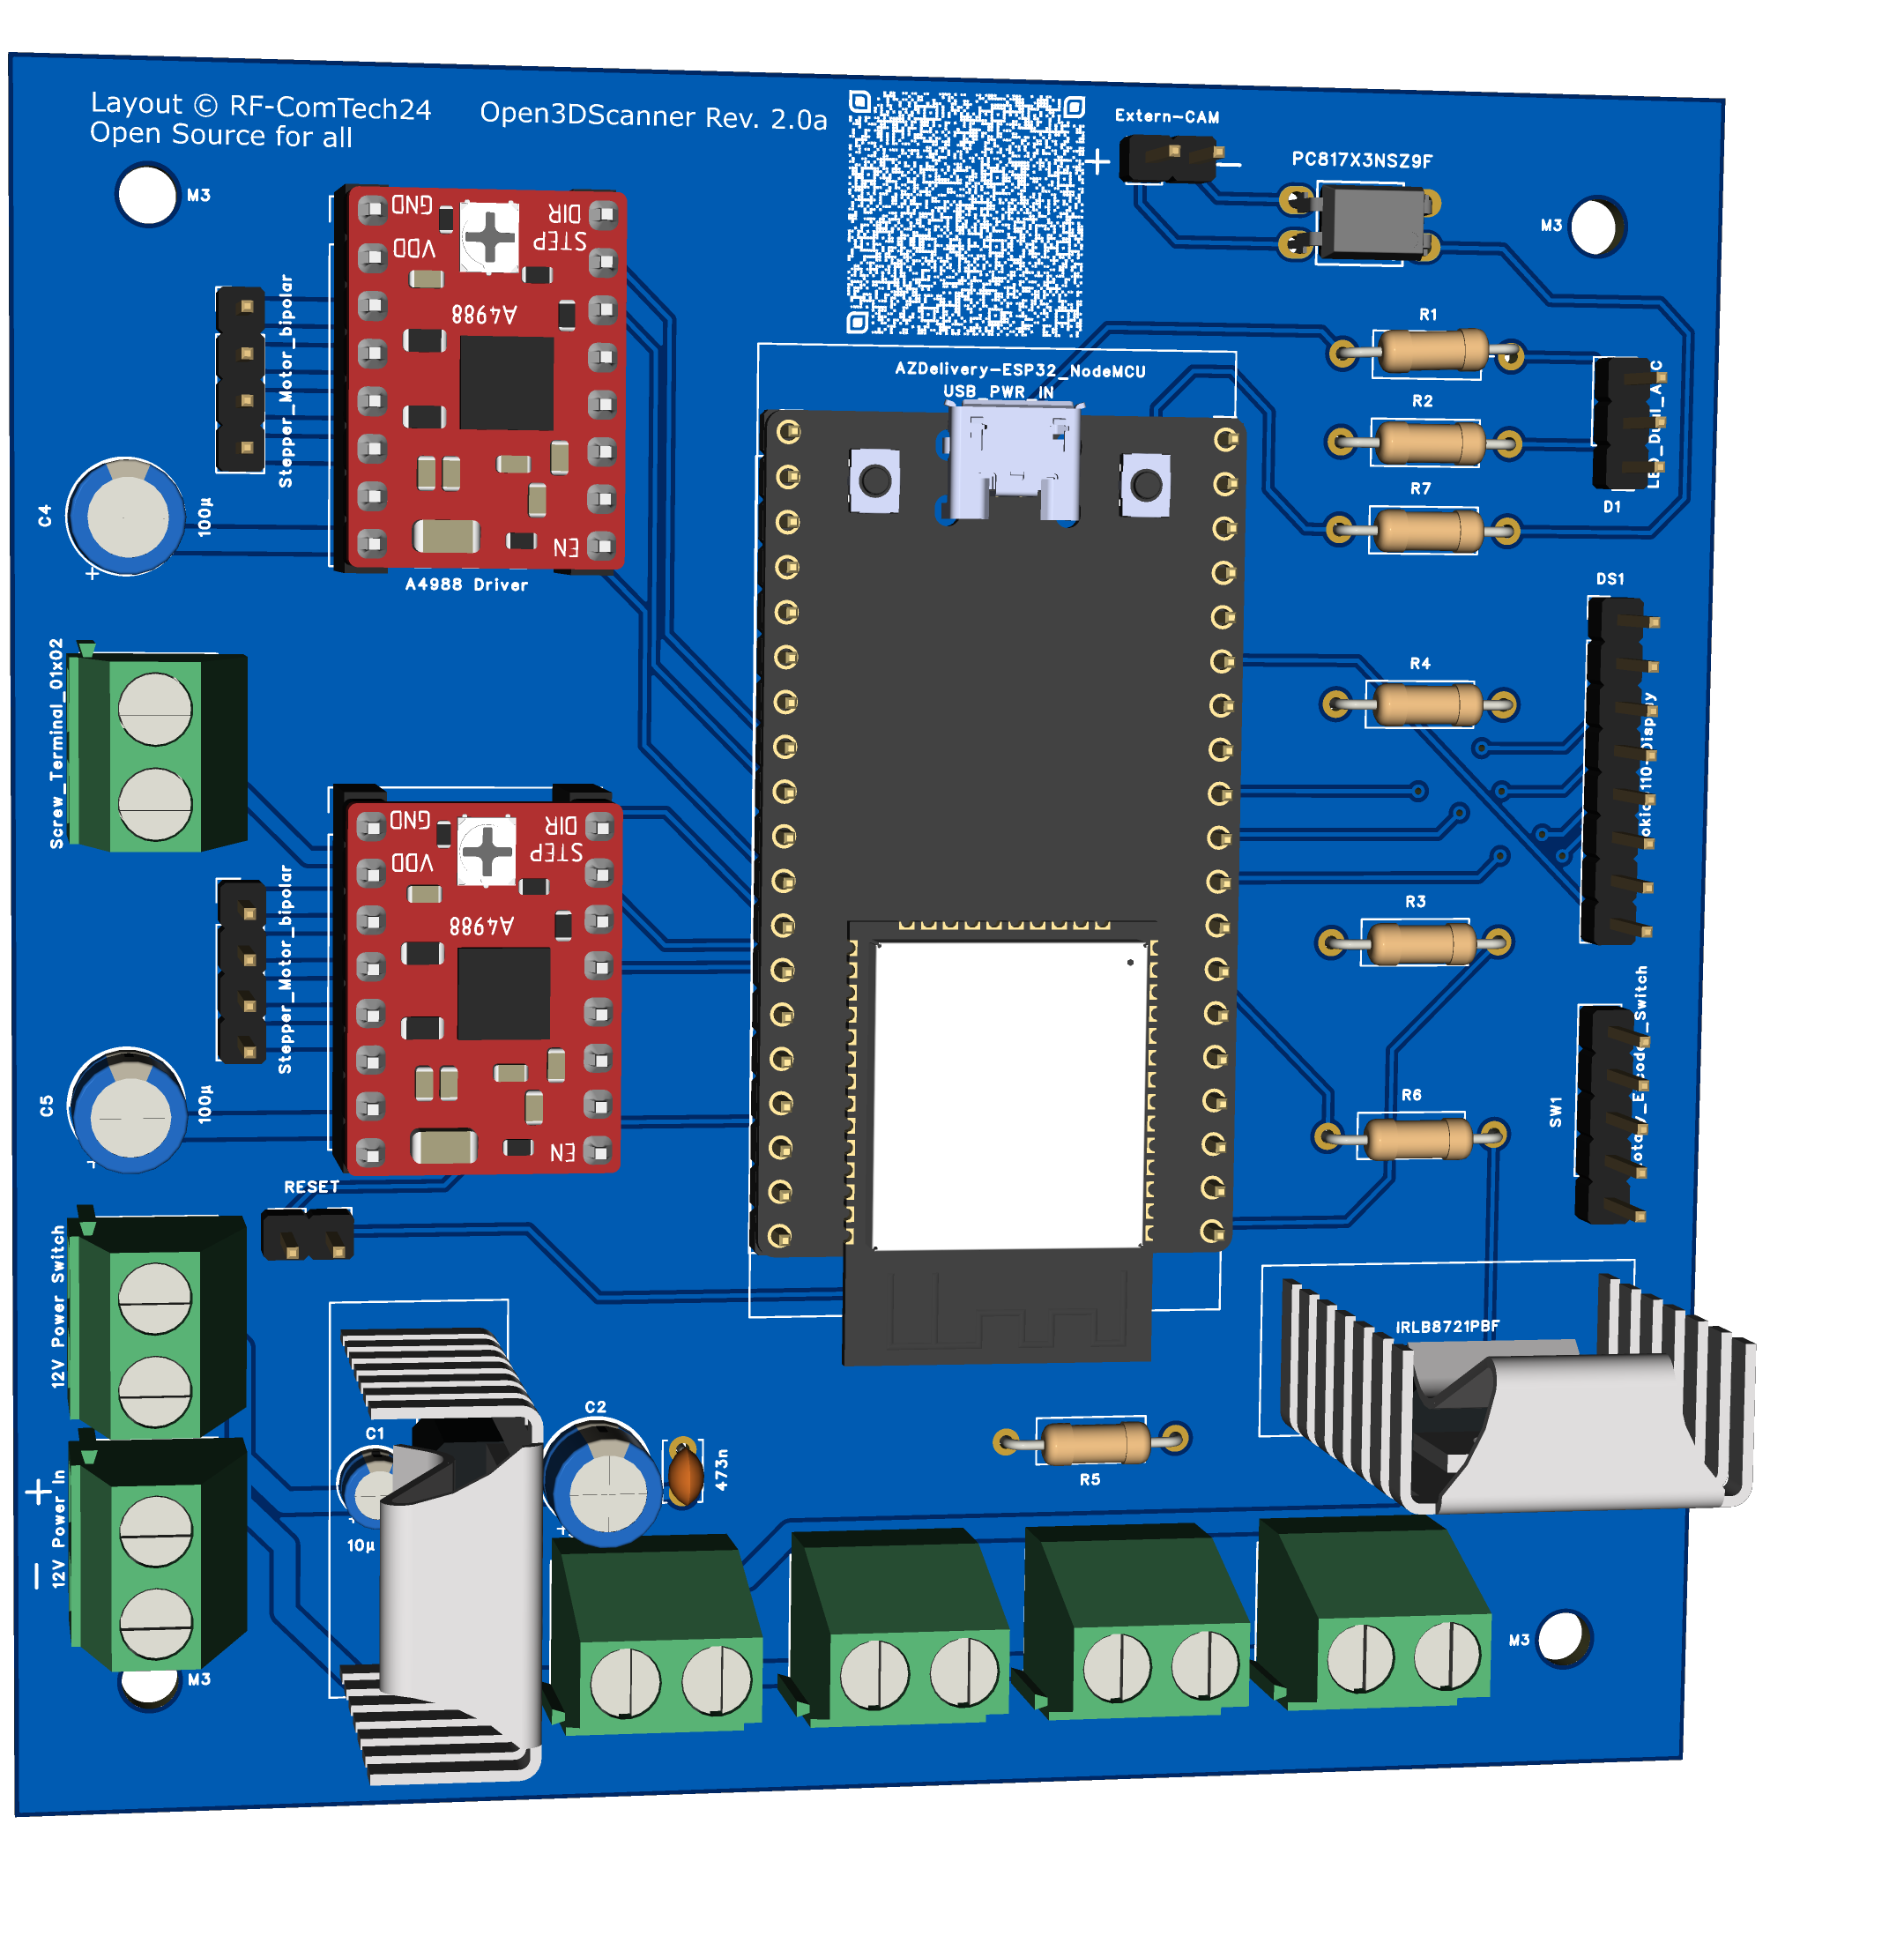 Layout © RF-ComTech24
Open Source for all
Open3DScanner Rev. 2.0a
Extern-CAM
+
−
PC817X3NSZ9F
M3
M3
GND
DIR
VDD
STEP
A4988
EN
A4988 Driver
Stepper_Motor_bipolar
C4
100µ
+
AZDelivery-ESP32_NodeMCU
USB_PWR_IN
R1
R2
R7
D1
DS1
R4
Screw_Terminal_01x02
GND
DIR
VDD
STEP
A4988
EN
Stepper_Motor_bipolar
C5
100µ
R3
R6
SW1
RESET
12V Power Switch
IRLB8721PBF
C1
10µ
C2
+
473n
R5
+
−
12V Power In
M3
M3